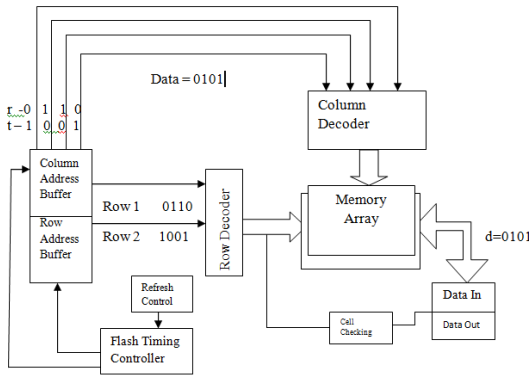 Data = 0101
r -0 1 1 0
t – 1 0 0 1
Column
Decoder
Column
Address
Buffer
Row
Address
Buffer
Row 1 0110
Row 2 1001
Row Decoder
Memory
Array
d=0101
Refresh
Control
Flash Timing
Controller
Cell
Checking
Data In
Data Out